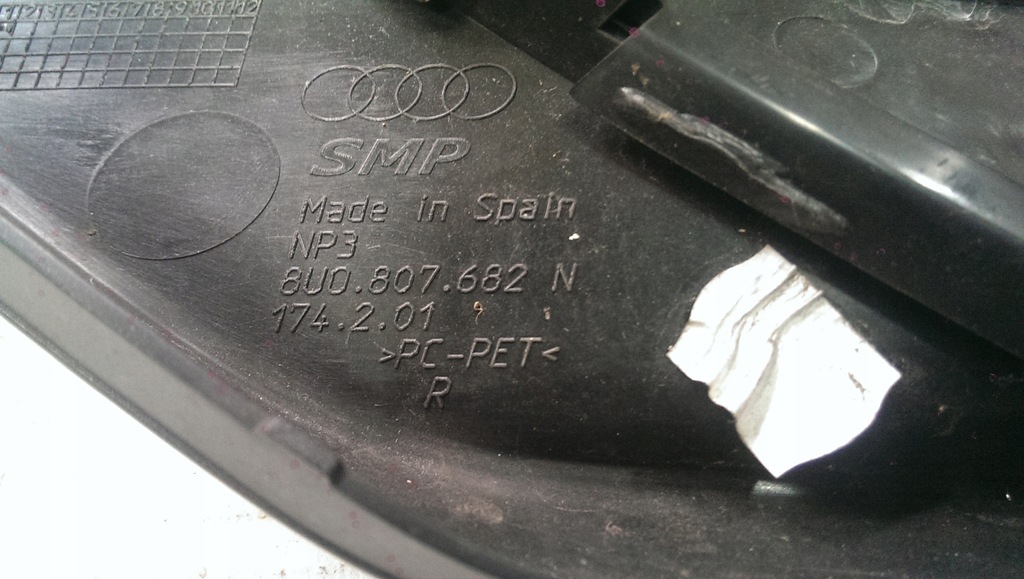 SMP
Made in Spain
NP3
8U0.807.682 N
174.2.01
>PC-PET<
R